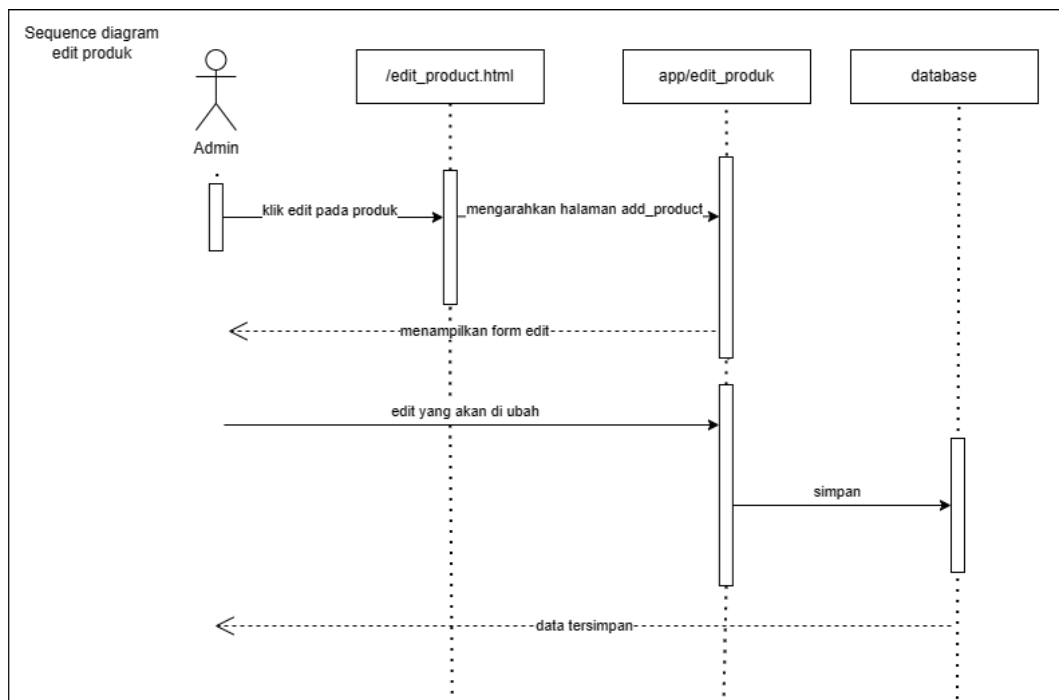 Sequence diagram
edit produk
/edit_product.html
app/edit_produk
database
Admin
klik edit pada produk
mengarahkan halaman add_product
menampilkan form edit
edit yang akan di ubah
simpan
data tersimpan